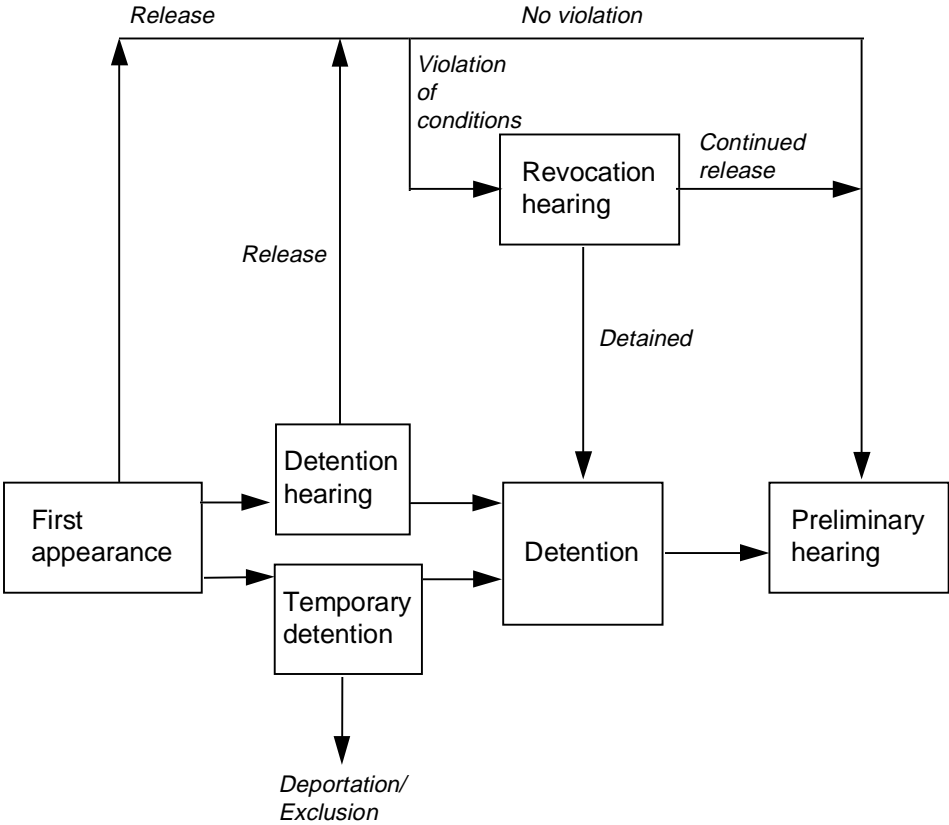 Release
No violation
Violation
of
conditions
Continued
release
Revocation
hearing
Release
Detained
Detention
hearing
First
appearance
Detention
Preliminary
hearing
Temporary
detention
Deportation/
Exclusion